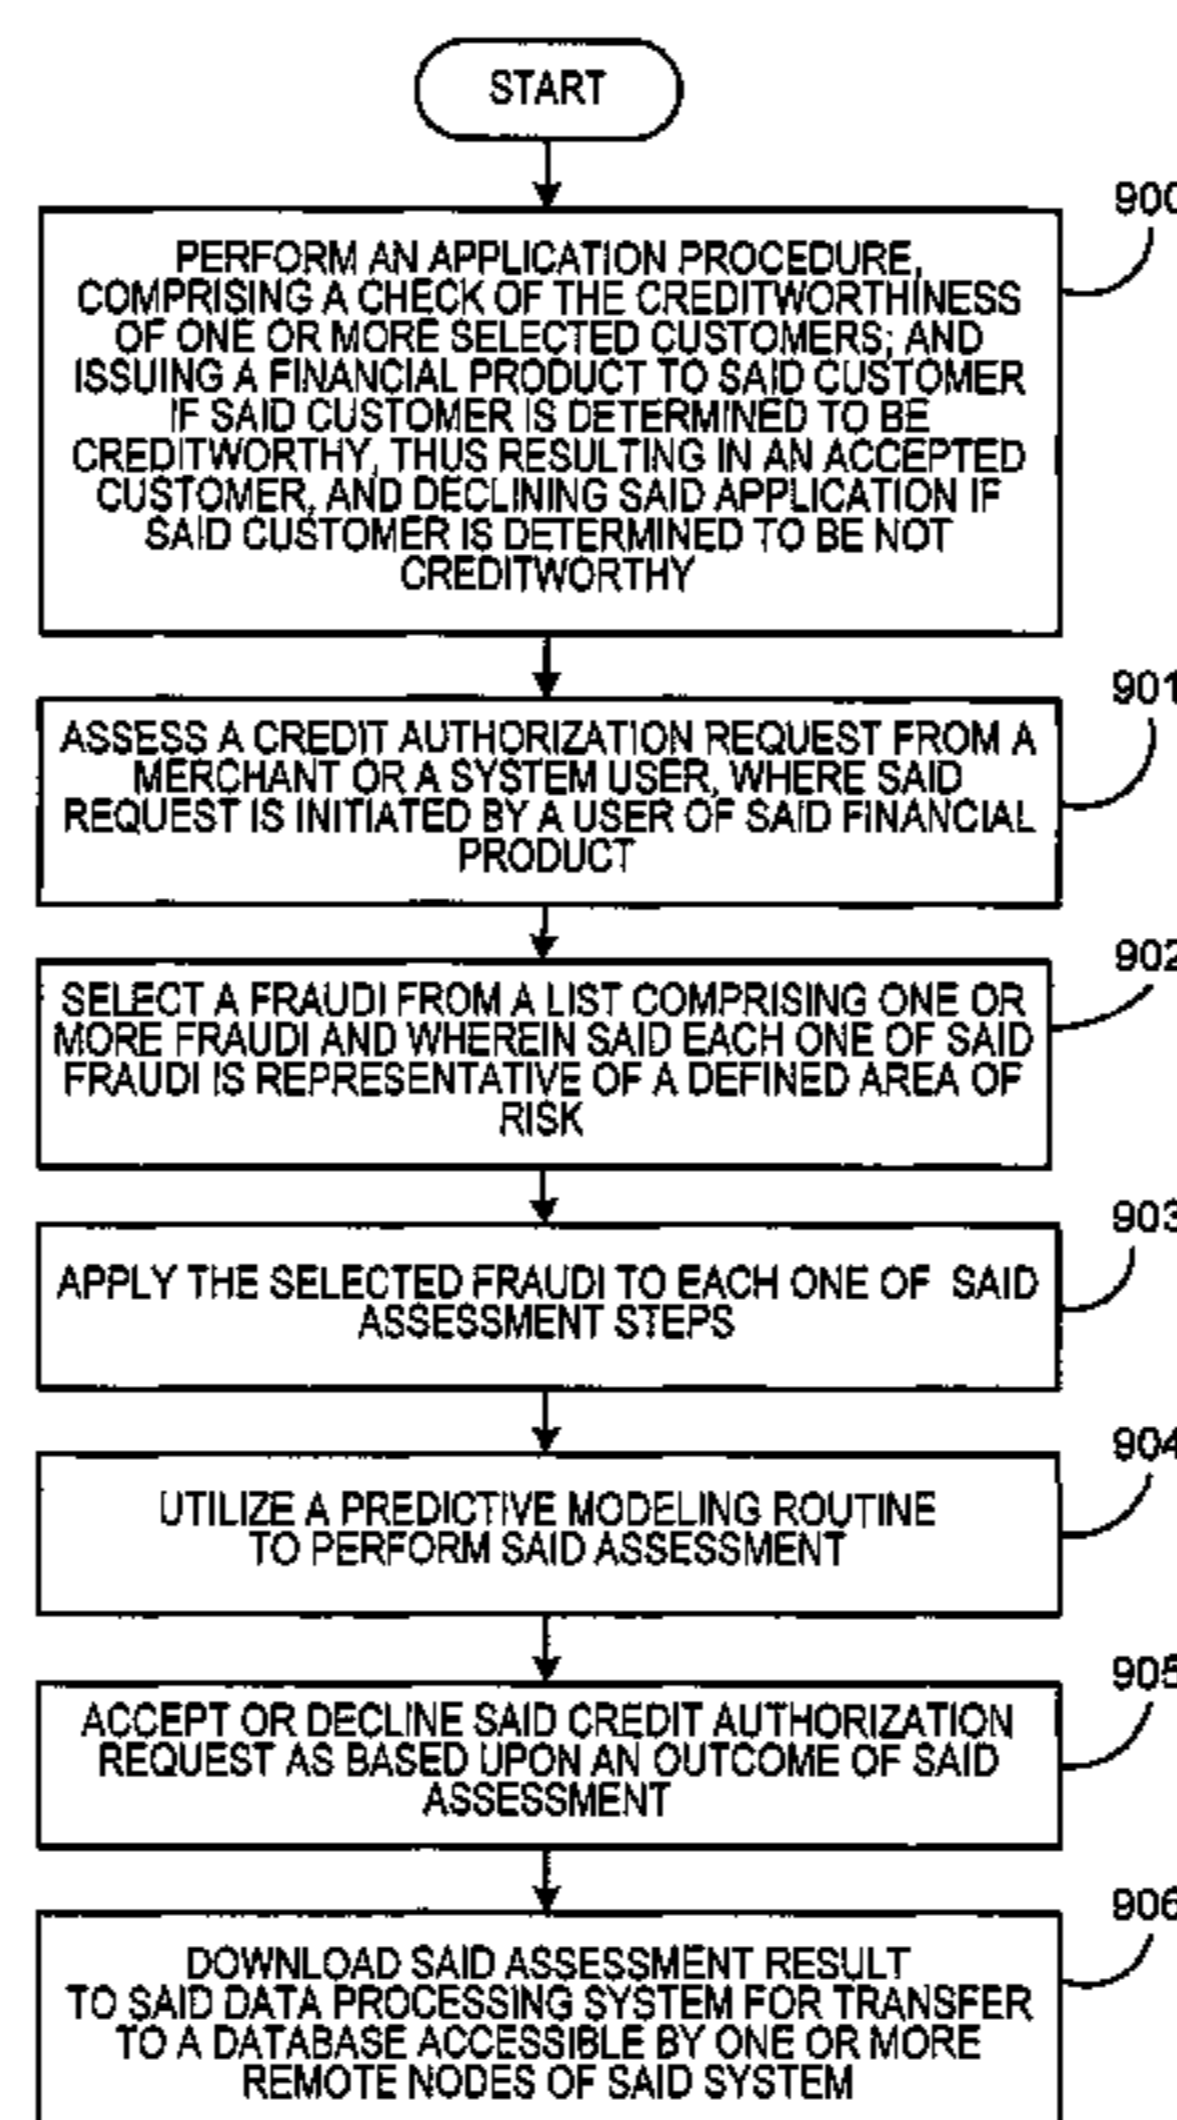 START
900
PERFORM AN APPLICATION PROCEDURE,
COMPRISING A CHECK OF THE CREDITWORTHINESS
OF ONE OR MORE SELECTED CUSTOMERS; AND
ISSUING A FINANCIAL PRODUCT TO SAID CUSTOMER
IF SAID CUSTOMER IS DETERMINED TO BE
CREDITWORTHY, THUS RESULTING IN AN ACCEPTED
CUSTOMER, AND DECLINING SAID APPLICATION IF
SAID CUSTOMER IS DETERMINED TO BE NOT
CREDITWORTHY
901
ASSESS A CREDIT AUTHORIZATION REQUEST FROM A
MERCHANT OR A SYSTEM USER, WHERE SAID
REQUEST IS INITIATED BY A USER OF SAID FINANCIAL
PRODUCT
902
SELECT A FRAUDI FROM A LIST COMPRISING ONE OR
MORE FRAUDI AND WHEREIN SAID EACH ONE OF SAID
FRAUDI IS REPRESENTATIVE OF A DEFINED AREA OF
RISK
903
APPLY THE SELECTED FRAUDI TO EACH ONE OF SAID
ASSESSMENT STEPS
904
UTILIZE A PREDICTIVE MODELING ROUTINE
TO PERFORM SAID ASSESSMENT
905
ACCEPT OR DECLINE SAID CREDIT AUTHORIZATION
REQUEST AS BASED UPON AN OUTCOME OF SAID
ASSESSMENT
906
DOWNLOAD SAID ASSESSMENT RESULT
TO SAID DATA PROCESSING SYSTEM FOR TRANSFER
TO A DATABASE ACCESSIBLE BY ONE OR MORE
REMOTE NODES OF SAID SYSTEM